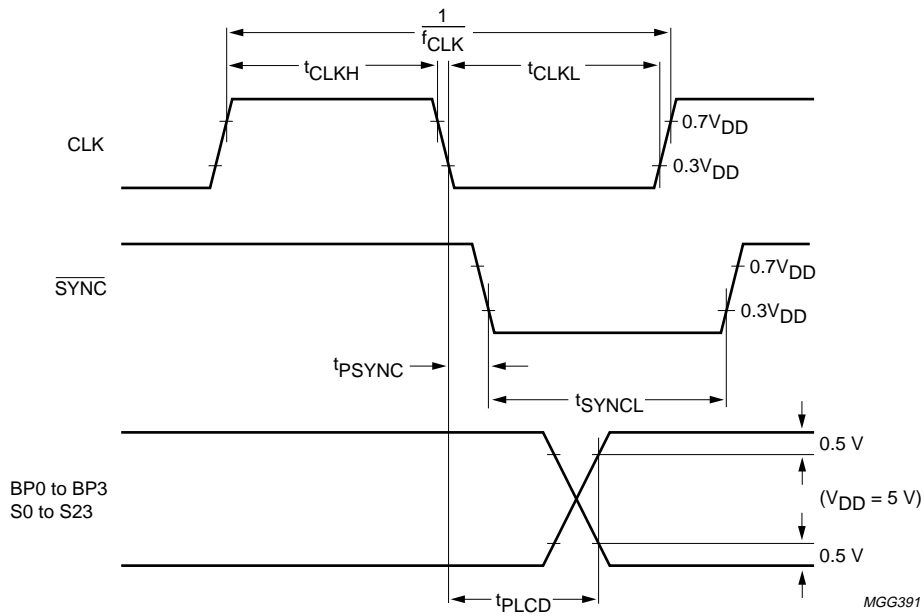 1
fCLK
tCLKH
tCLKL
CLK
0.7VDD
0.3VDD
SYNC
0.7VDD
0.3VDD
tPSYNC
tSYNCL
0.5 V
BP0 to BP3
S0 to S23
(VDD = 5 V)
0.5 V
tPLCD
MGG391